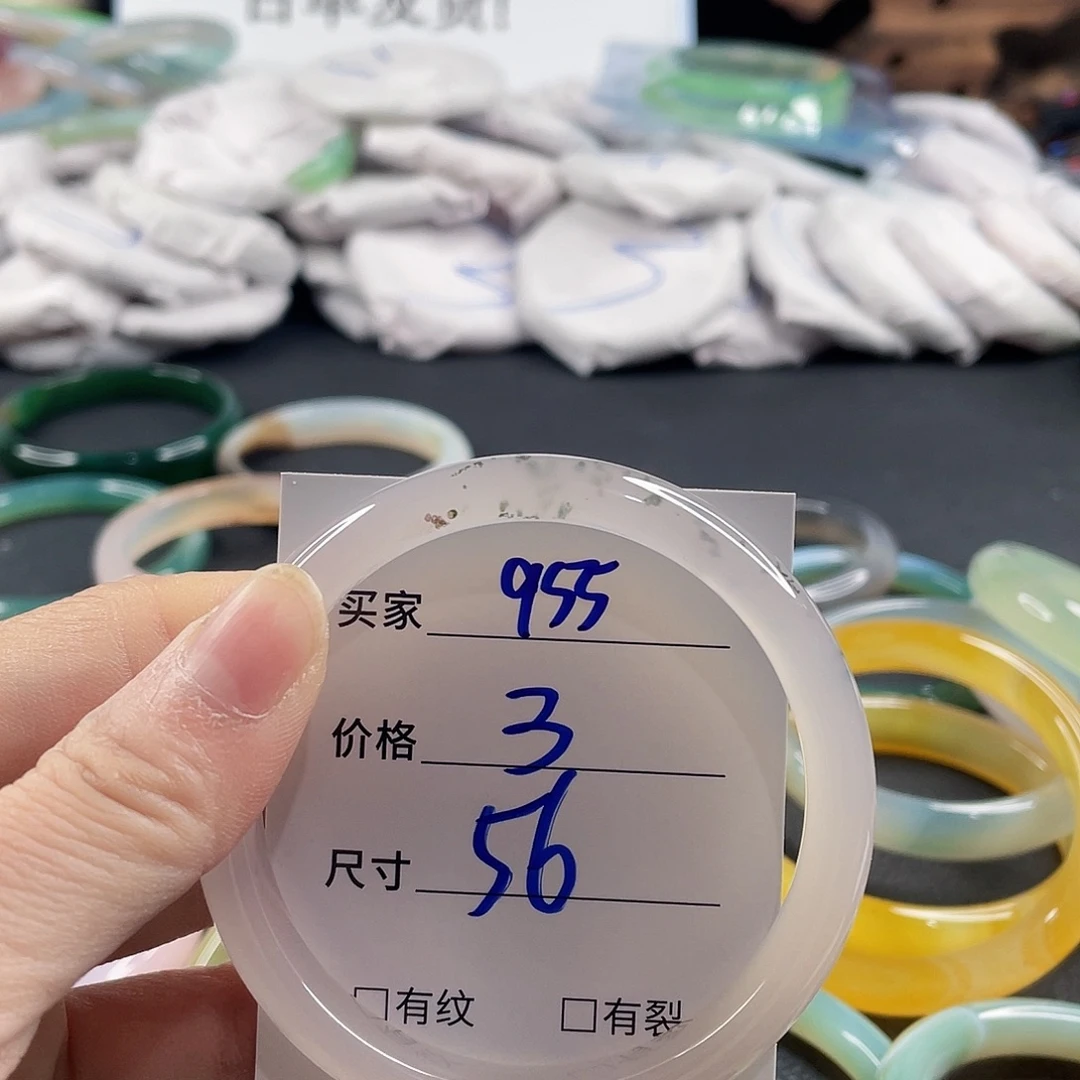 买家 955
价格 3
尺寸 56
□有纹 □有裂